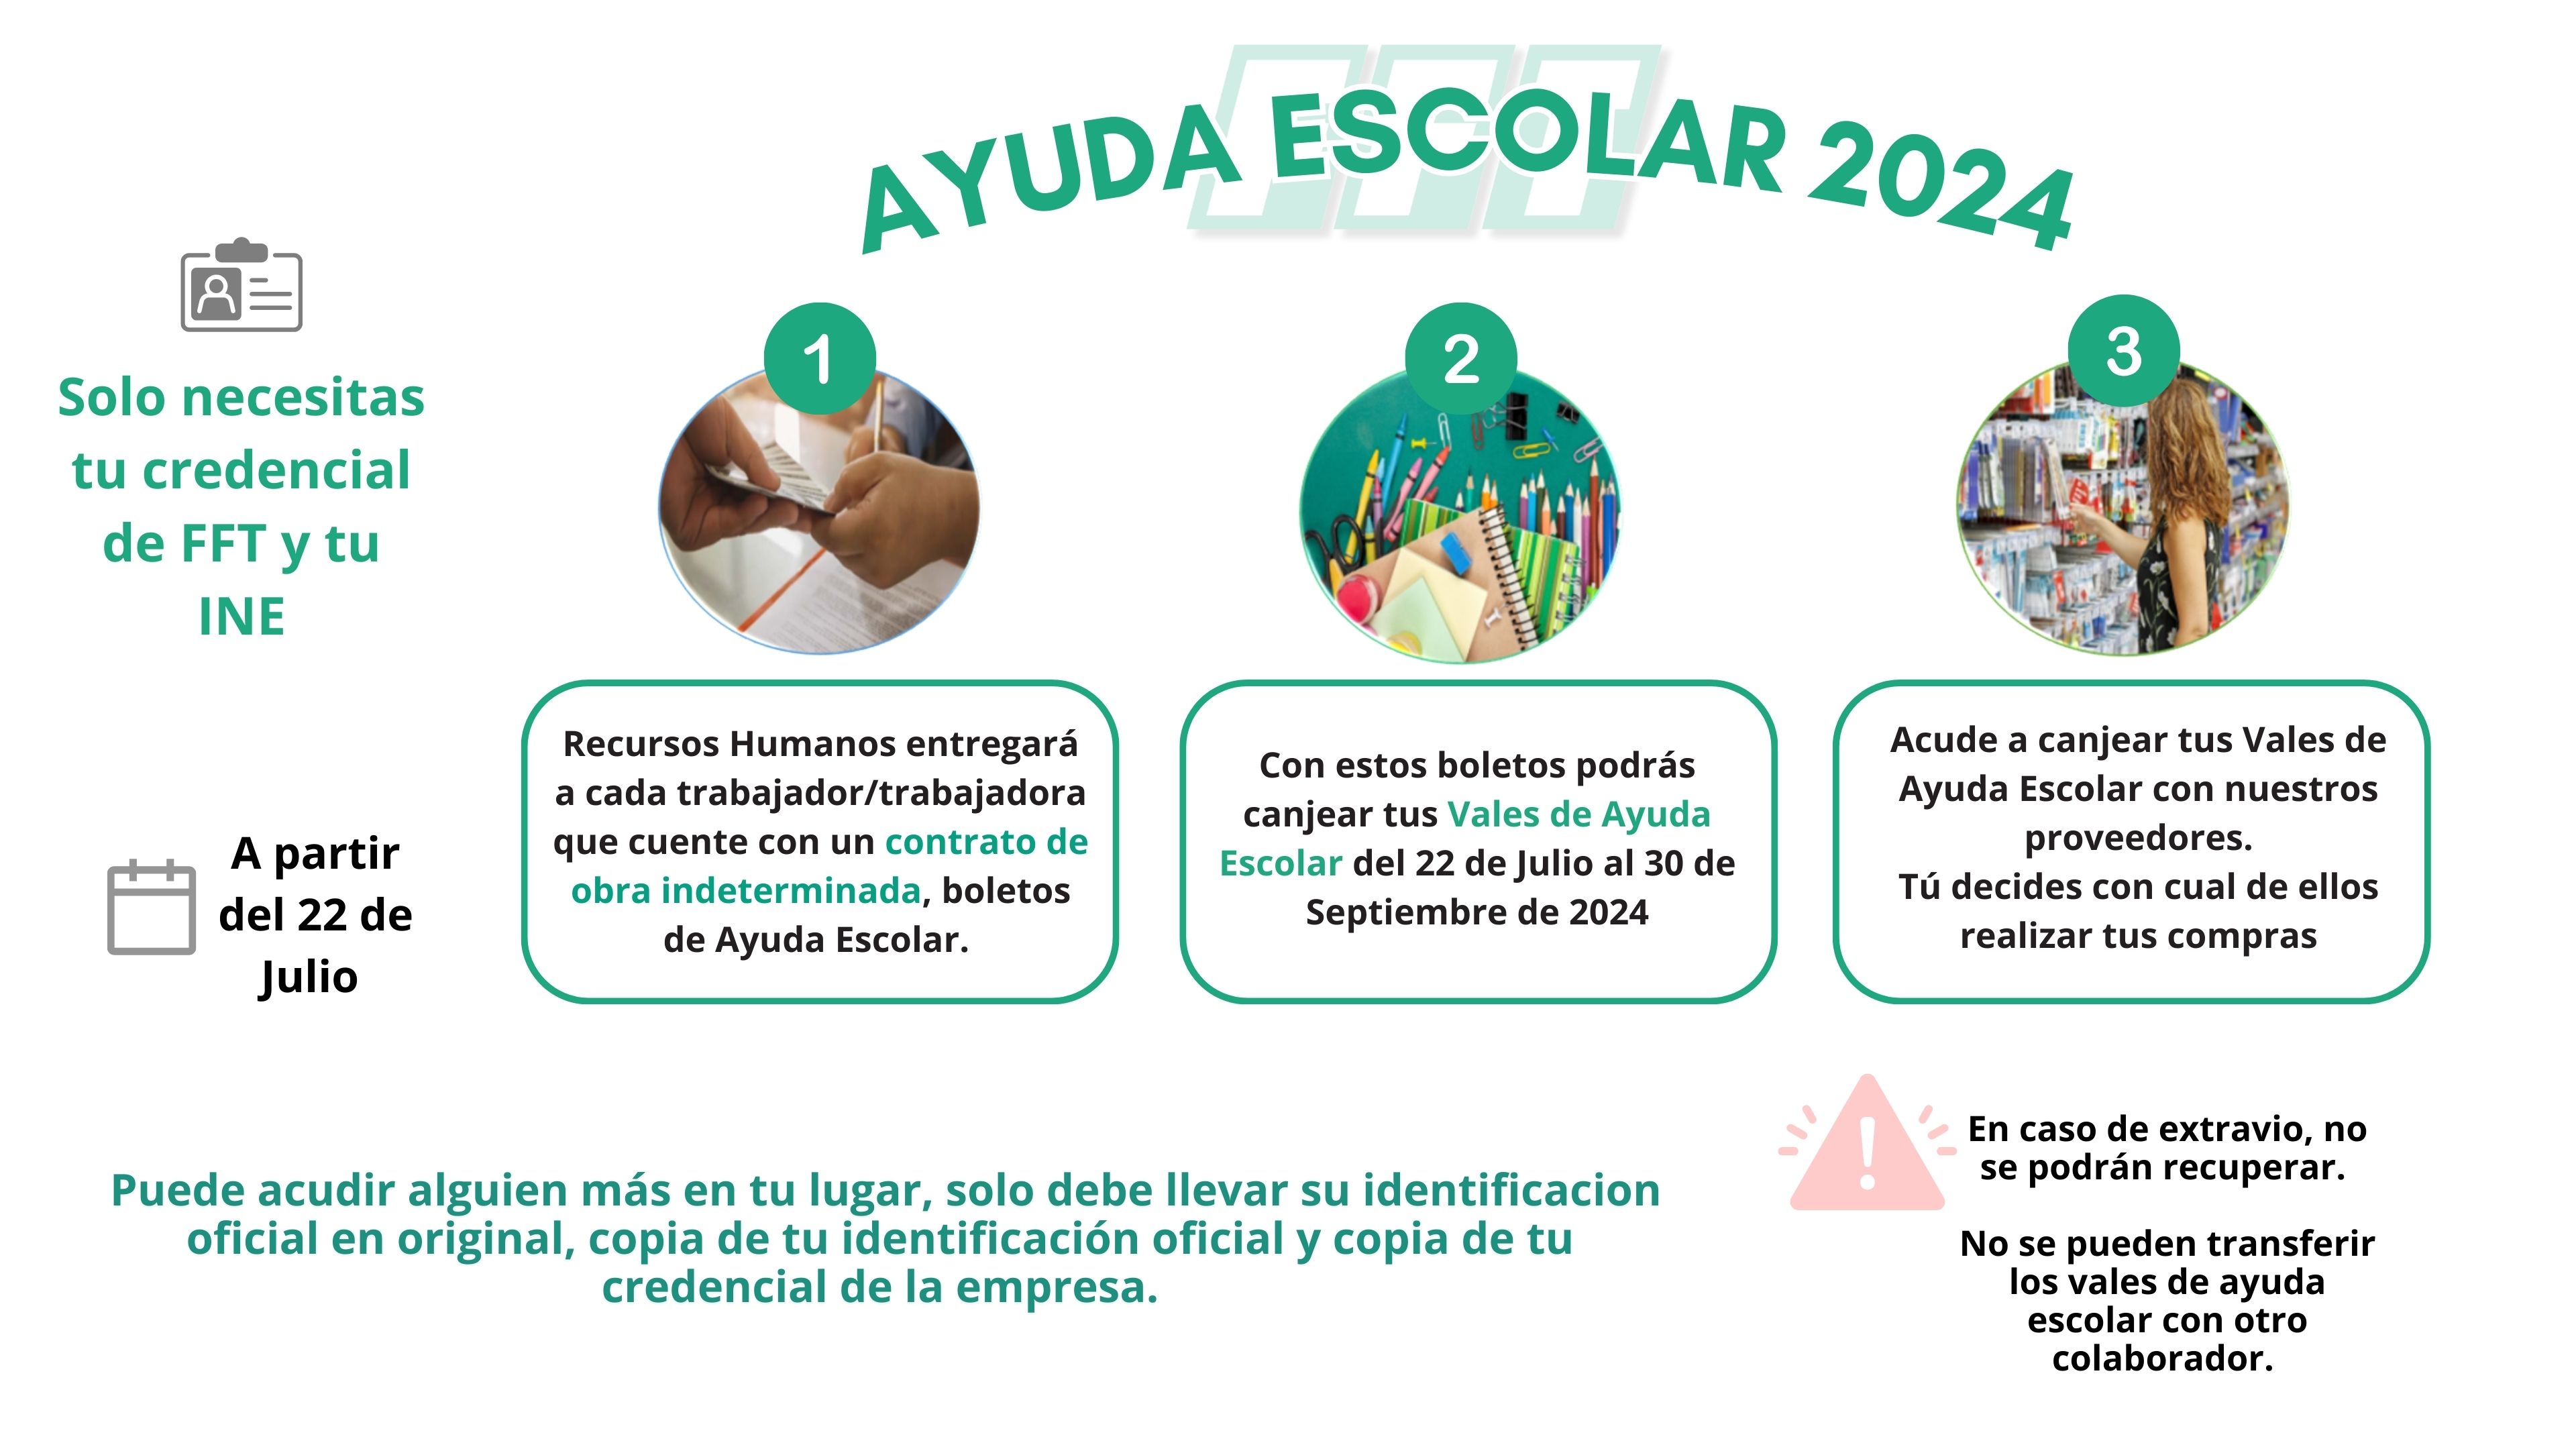 AYUDA ESCOLAR 2024
FFT
Solo necesitas
tu credencial
de FFT y tu
INE
A partir
del 22 de
Julio
1
Recursos Humanos entregará
a cada trabajador/trabajadora
que cuente con un contrato de
obra indeterminada, boletos
de Ayuda Escolar.
2
Con estos boletos podrás
canjear tus Vales de Ayuda
Escolar del 22 de Julio al 30 de
Septiembre de 2024
3
Acude a canjear tus Vales de
Ayuda Escolar con nuestros
proveedores.
Tú decides con cual de ellos
realizar tus compras
Puede acudir alguien más en tu lugar, solo debe llevar su identificacion
oficial en original, copia de tu identificación oficial y copia de tu
credencial de la empresa.
En caso de extravio, no
se podrán recuperar.
No se pueden transferir
los vales de ayuda
escolar con otro
colaborador.